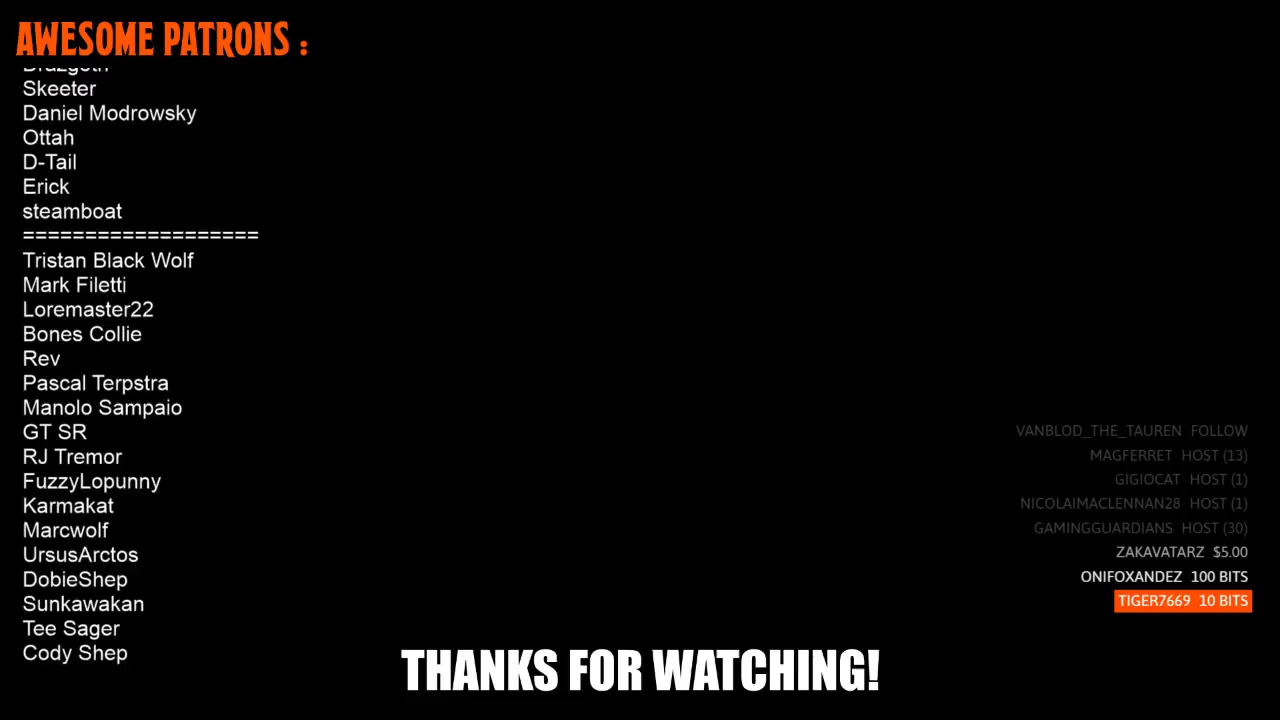 AWESOME PATRONS :
Skeeter
Daniel Modrowsky
Ottah
D-Tail
Erick
steamboat
===================
Tristan Black Wolf
Mark Filetti
Loremaster22
Bones Collie
Rev
Pascal Terpstra
Manolo Sampaio
GT SR
RJ Tremor
FuzzyLopunny
Karmakat
Marcwolf
UrsusArctos
DobieShep
Sunkawakan
Tee Sager
Cody Shep
VANBLOD_THE_TAUREN FOLLOW
MAGFERRET HOST (13)
GIGIOCAT HOST (1)
NICOLAIMACLENNAN28 HOST (1)
GAMINGGUARDIANS HOST (30)
ZAKAVATARZ $5.00
ONIFOXANDEZ 100 BITS
TIGER7669 10 BITS
THANKS FOR WATCHING!